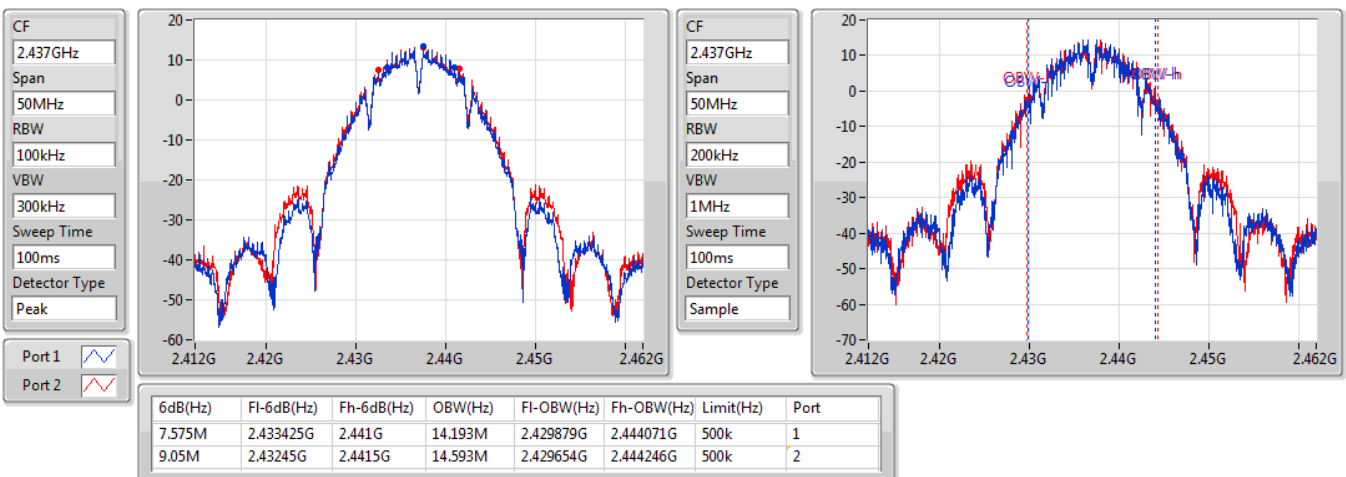 CF
2.437GHz
Span
50MHz
RBW
100kHz
VBW
300kHz
Sweep Time
100ms
Detector Type
Peak
Port 1
Port 2
20
10
0
-10
-20
-30
-40
-50
-60
2.412G 2.42G 2.43G 2.44G 2.45G 2.462G
CF
2.437GHz
Span
50MHz
RBW
200kHz
VBW
1MHz
Sweep Time
100ms
Detector Type
Sample
20
10
0
-10
-20
-30
-40
-50
-60
-70
OBW-h
2.412G 2.42G 2.43G 2.44G 2.45G 2.462G
6dB(Hz) Fl-6dB(Hz) Fh-6dB(Hz) OBW(Hz) Fl-OBW(Hz) Fh-OBW(Hz) Limit(Hz) Port
7.575M 2.433425G 2.441G 14.193M 2.429879G 2.444071G 500k 1
9.05M 2.43245G 2.4415G 14.593M 2.429654G 2.444246G 500k 2